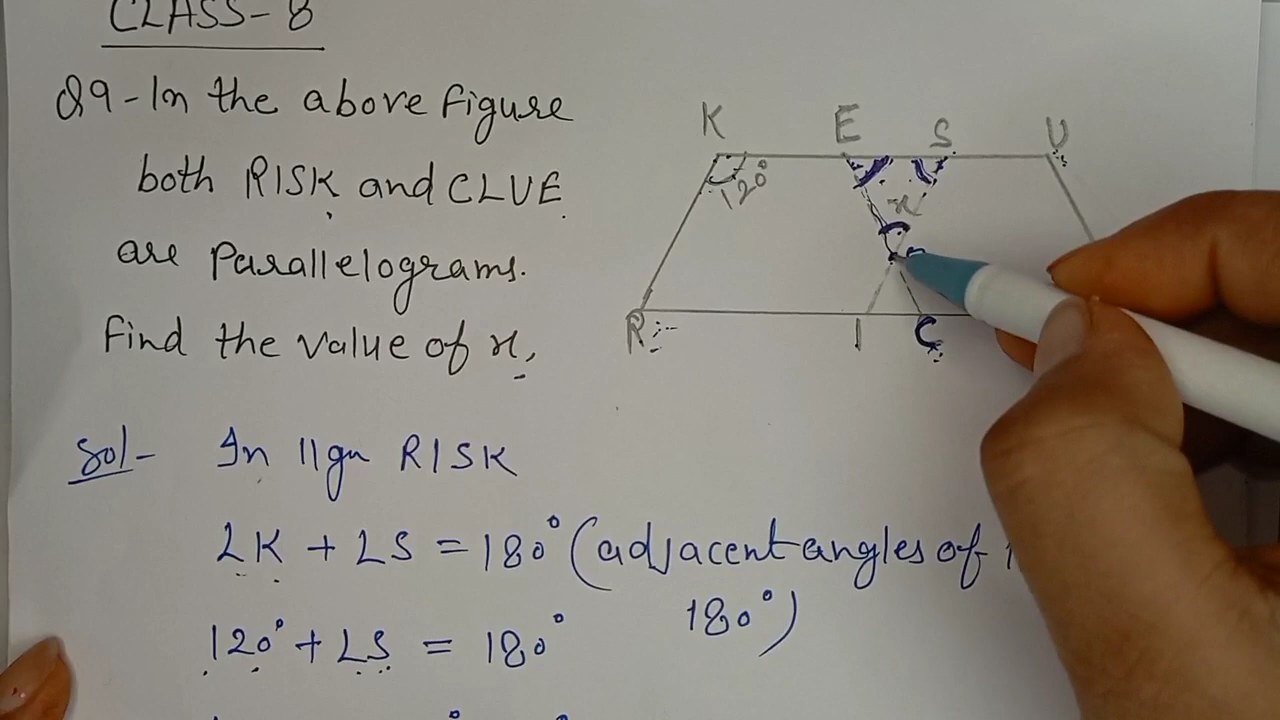 CLASS-8
Q9-In the above figure
both RISK and CLUE
are Parallelograms.
Find the value of x.
K E S U
120°
x
R I C
Sol- In ||gm RISK
∠K + ∠S = 180° (adjacent angles of
180°)
120° + ∠S = 180°